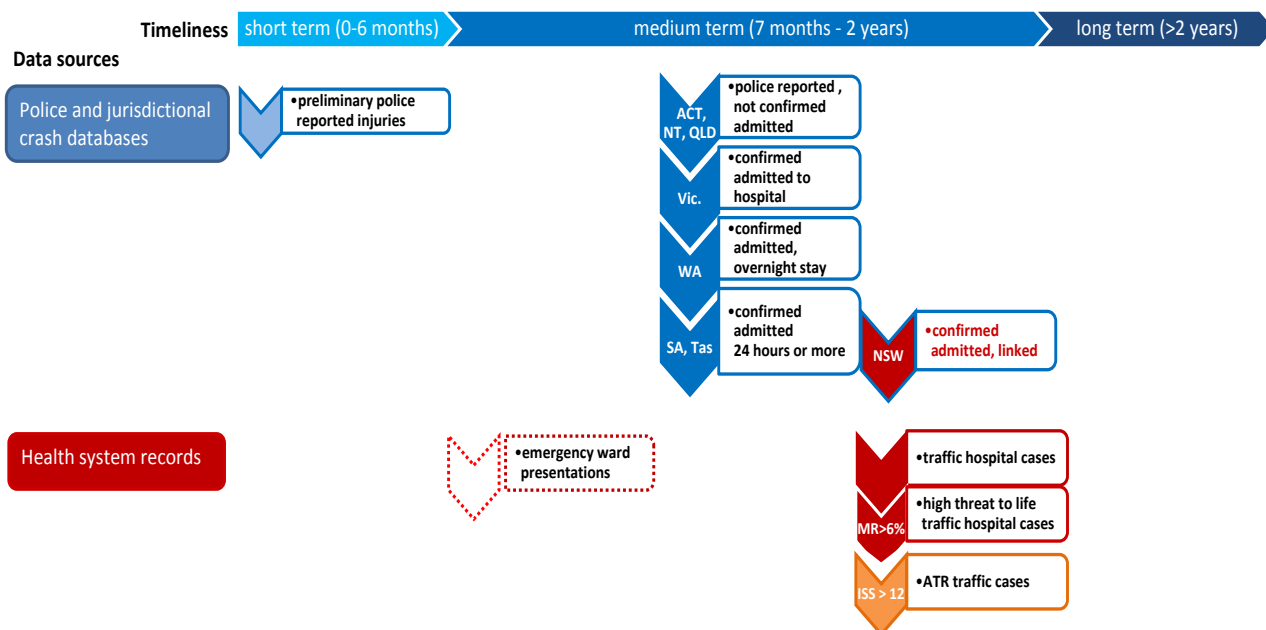 Timeliness
short term (0-6 months)
medium term (7 months - 2 years)
long term (>2 years)
Data sources
Police and jurisdictional
crash databases
•preliminary police
reported injuries
ACT,
NT, QLD
•police reported ,
not confirmed
admitted
Vic.
•confirmed
admitted to
hospital
WA
•confirmed
admitted,
overnight stay
SA, Tas
•confirmed
admitted
24 hours or more
NSW
•confirmed
admitted, linked
Health system records
•emergency ward
presentations
•traffic hospital cases
MR>6%
•high threat to life
traffic hospital cases
ISS > 12
•ATR traffic cases